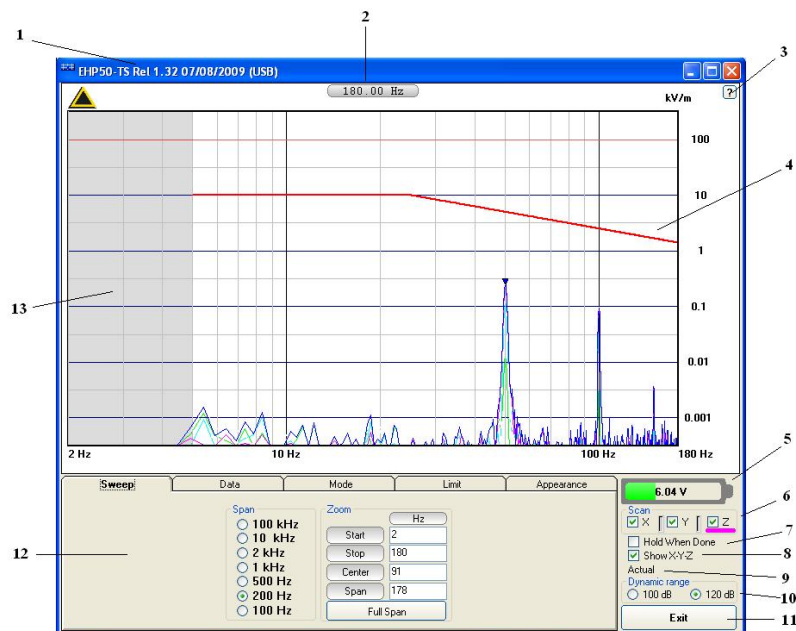 1
2
3
EHP50-TS Rel 1.32 07/08/2009 (USB)
180.00 Hz
?
kV/m
100
4
10
1
13
0.1
0.01
0.001
2 Hz
10 Hz
100 Hz
180 Hz
5
Sweep
Data
Mode
Limit
Appearance
6.04 V
6
Span
100 kHz
10 kHz
2 kHz
1 kHz
500 Hz
200 Hz
100 Hz
Zoom
Hz
Start 2
Stop 180
Center 91
Span 178
Full Span
Scan
X Y Z
7
Hold When Done
8
Show X-Y-Z
12
Actual
9
Dynamic range
100 dB 120 dB
10
Exit
11